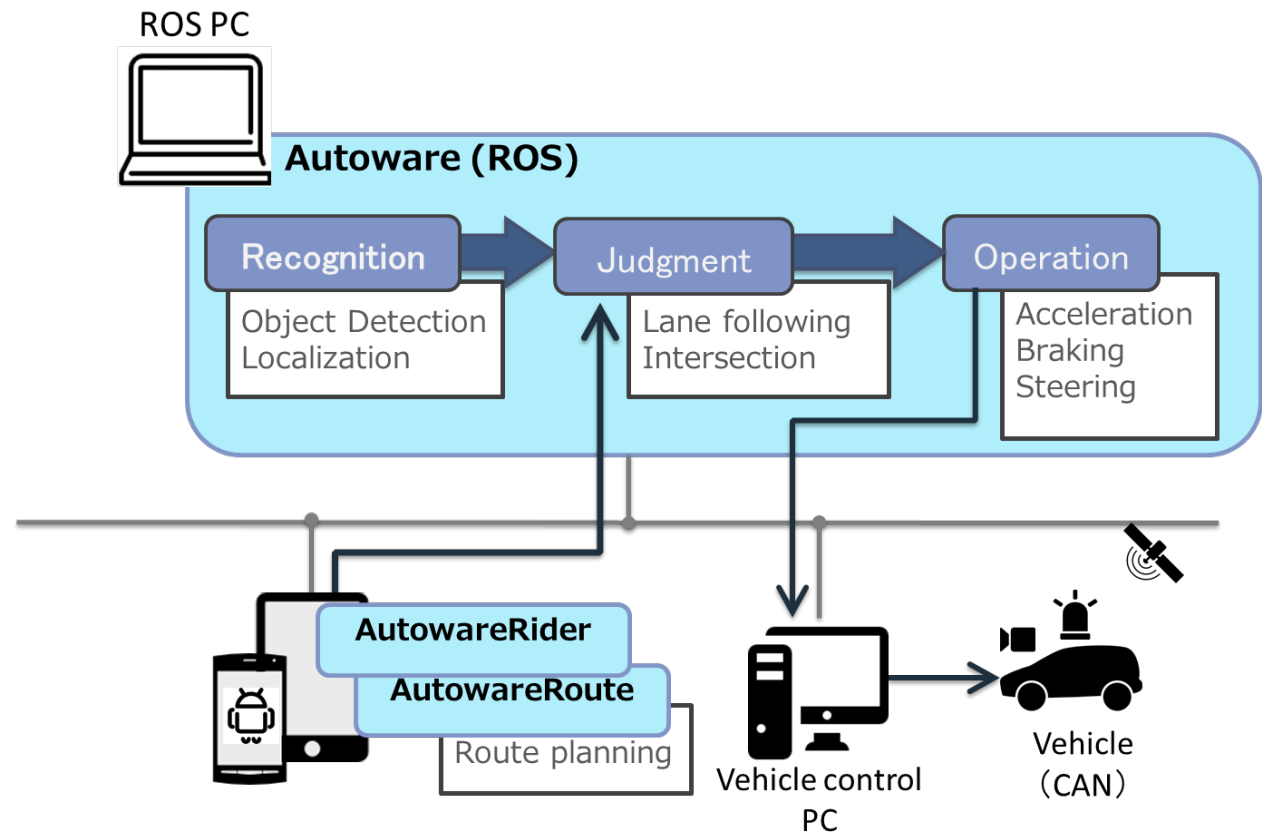 ROS PC
Autoware (ROS)
Recognition
Object Detection
Localization
Judgment
Lane following
Intersection
Operation
Acceleration
Braking
Steering
AutowareRider
AutowareRoute
Route planning
Vehicle control
PC
Vehicle
（CAN）